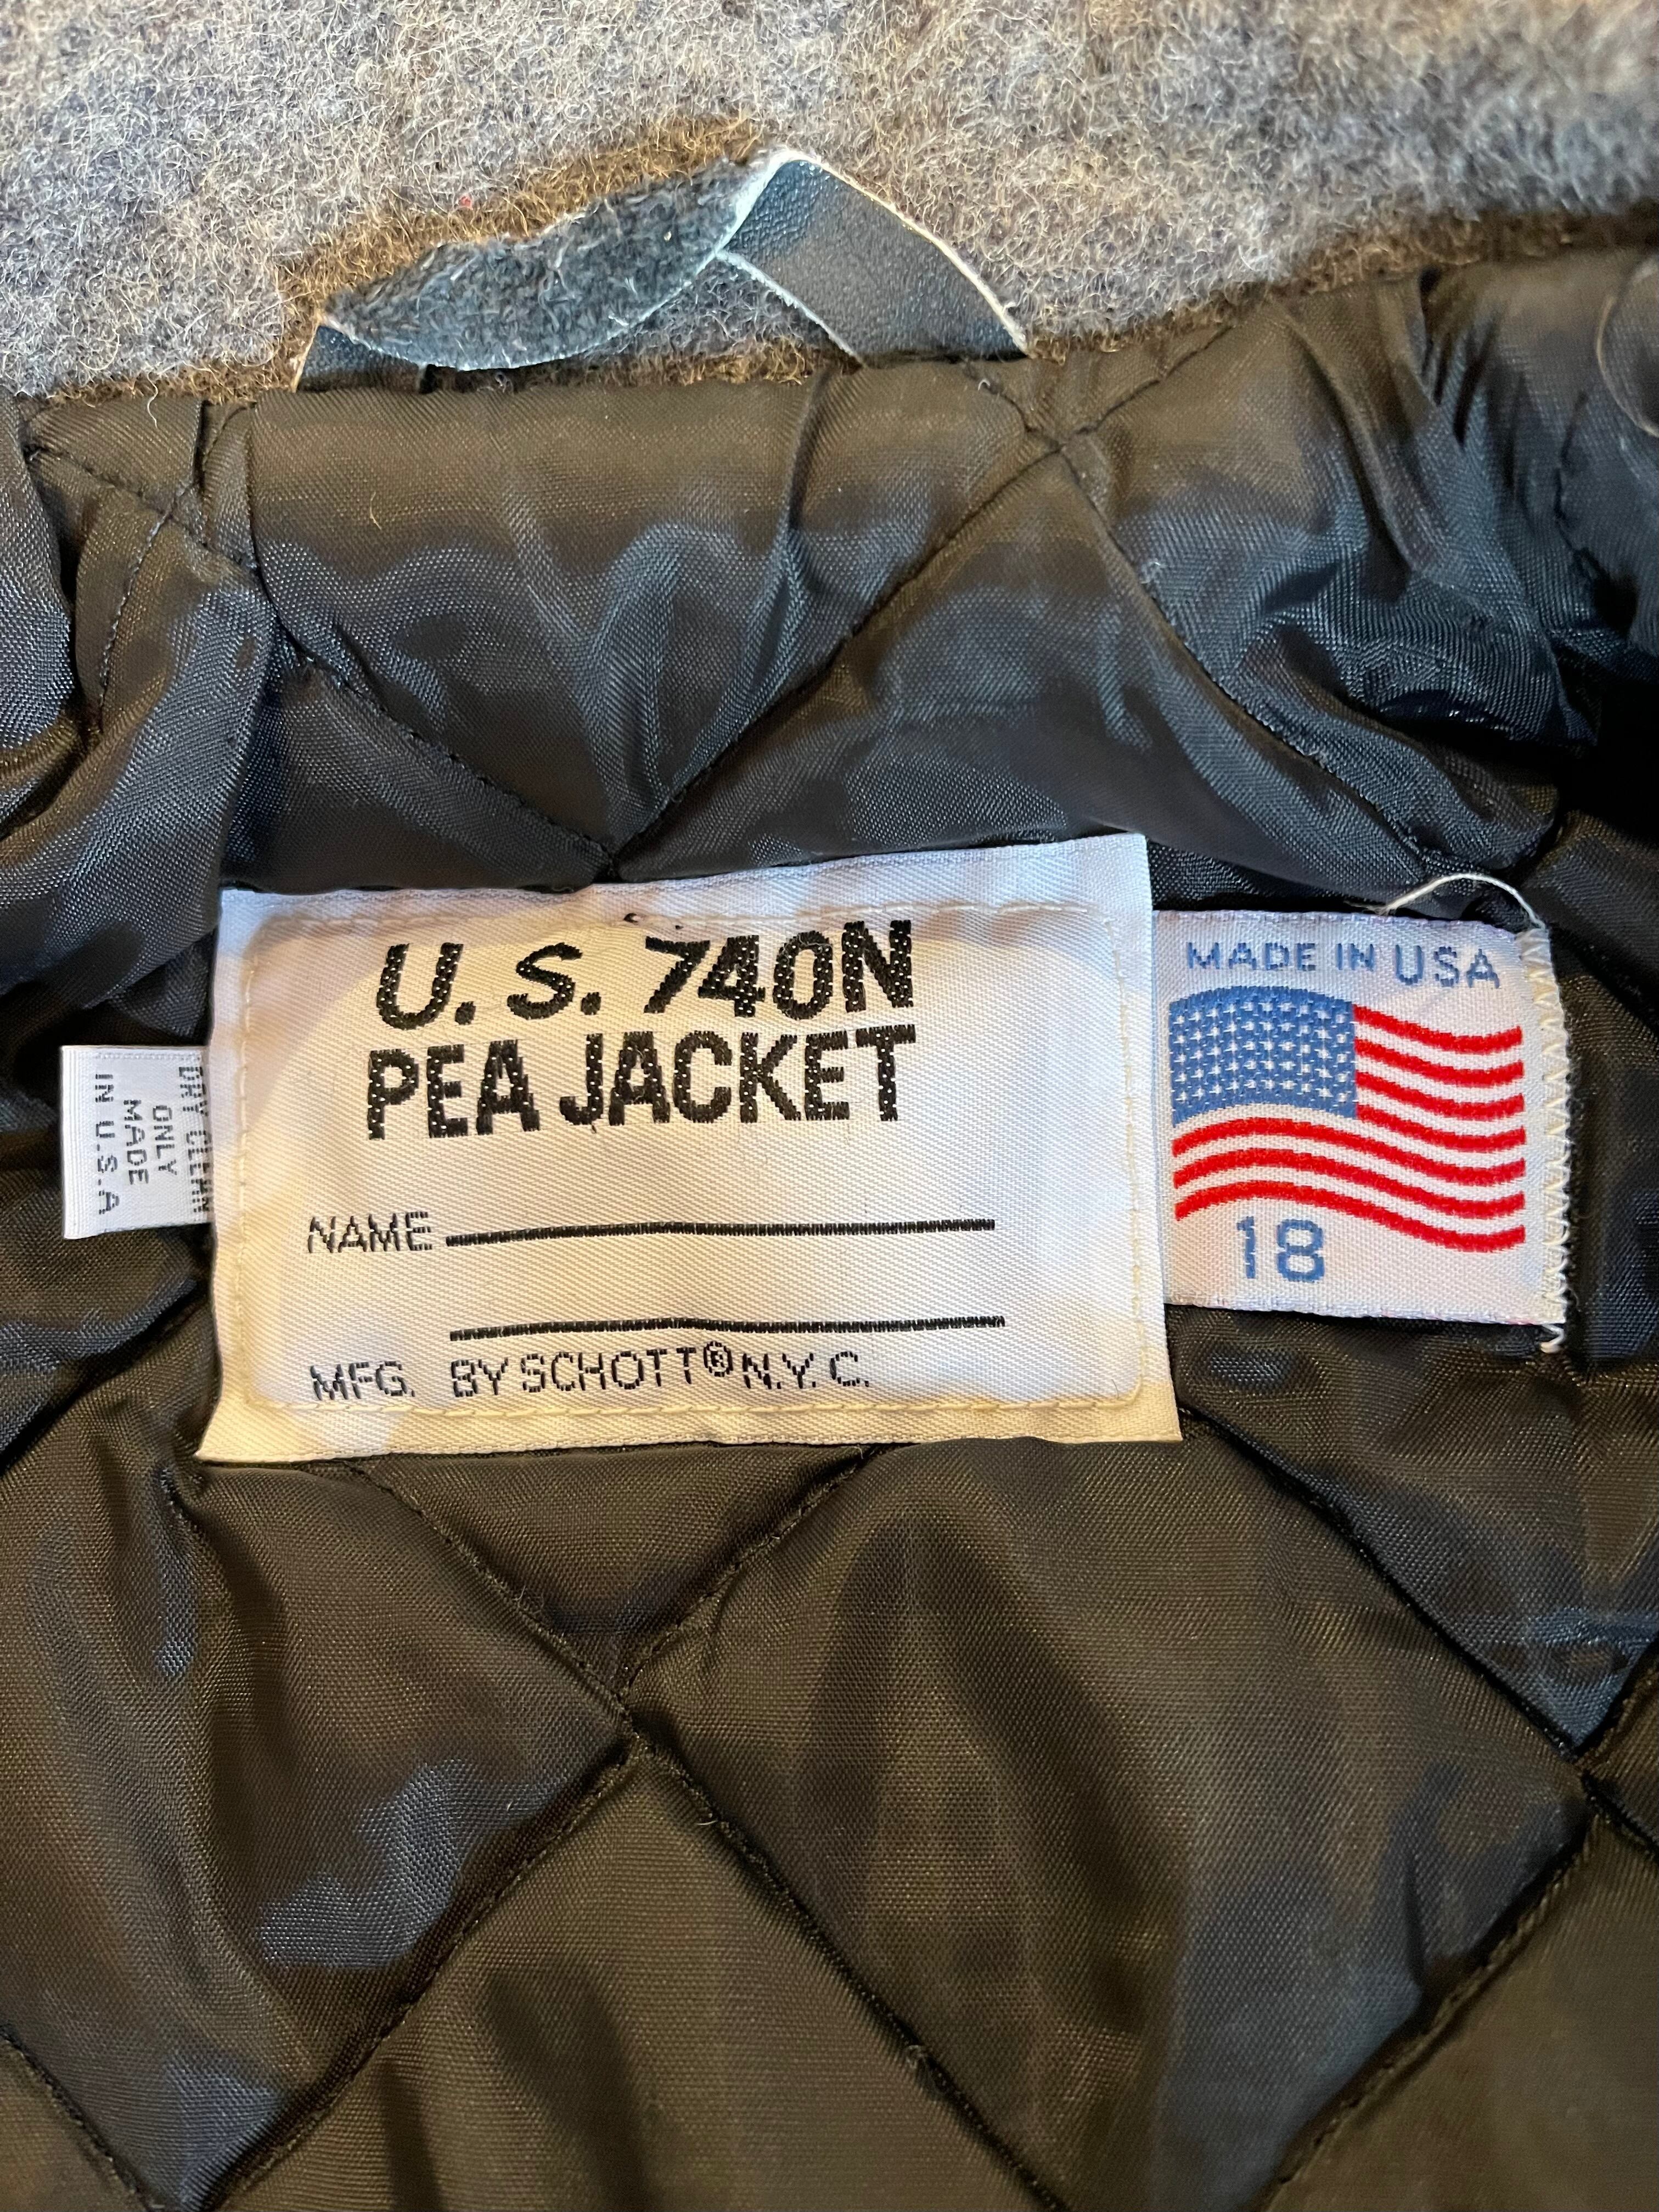 U. S. 740N
PEA JACKET
NAME
MFG. BY SCHOTT® N.Y.C.
MADE IN USA
18
DRY CLEAN
ONLY
MADE
IN U.S.A